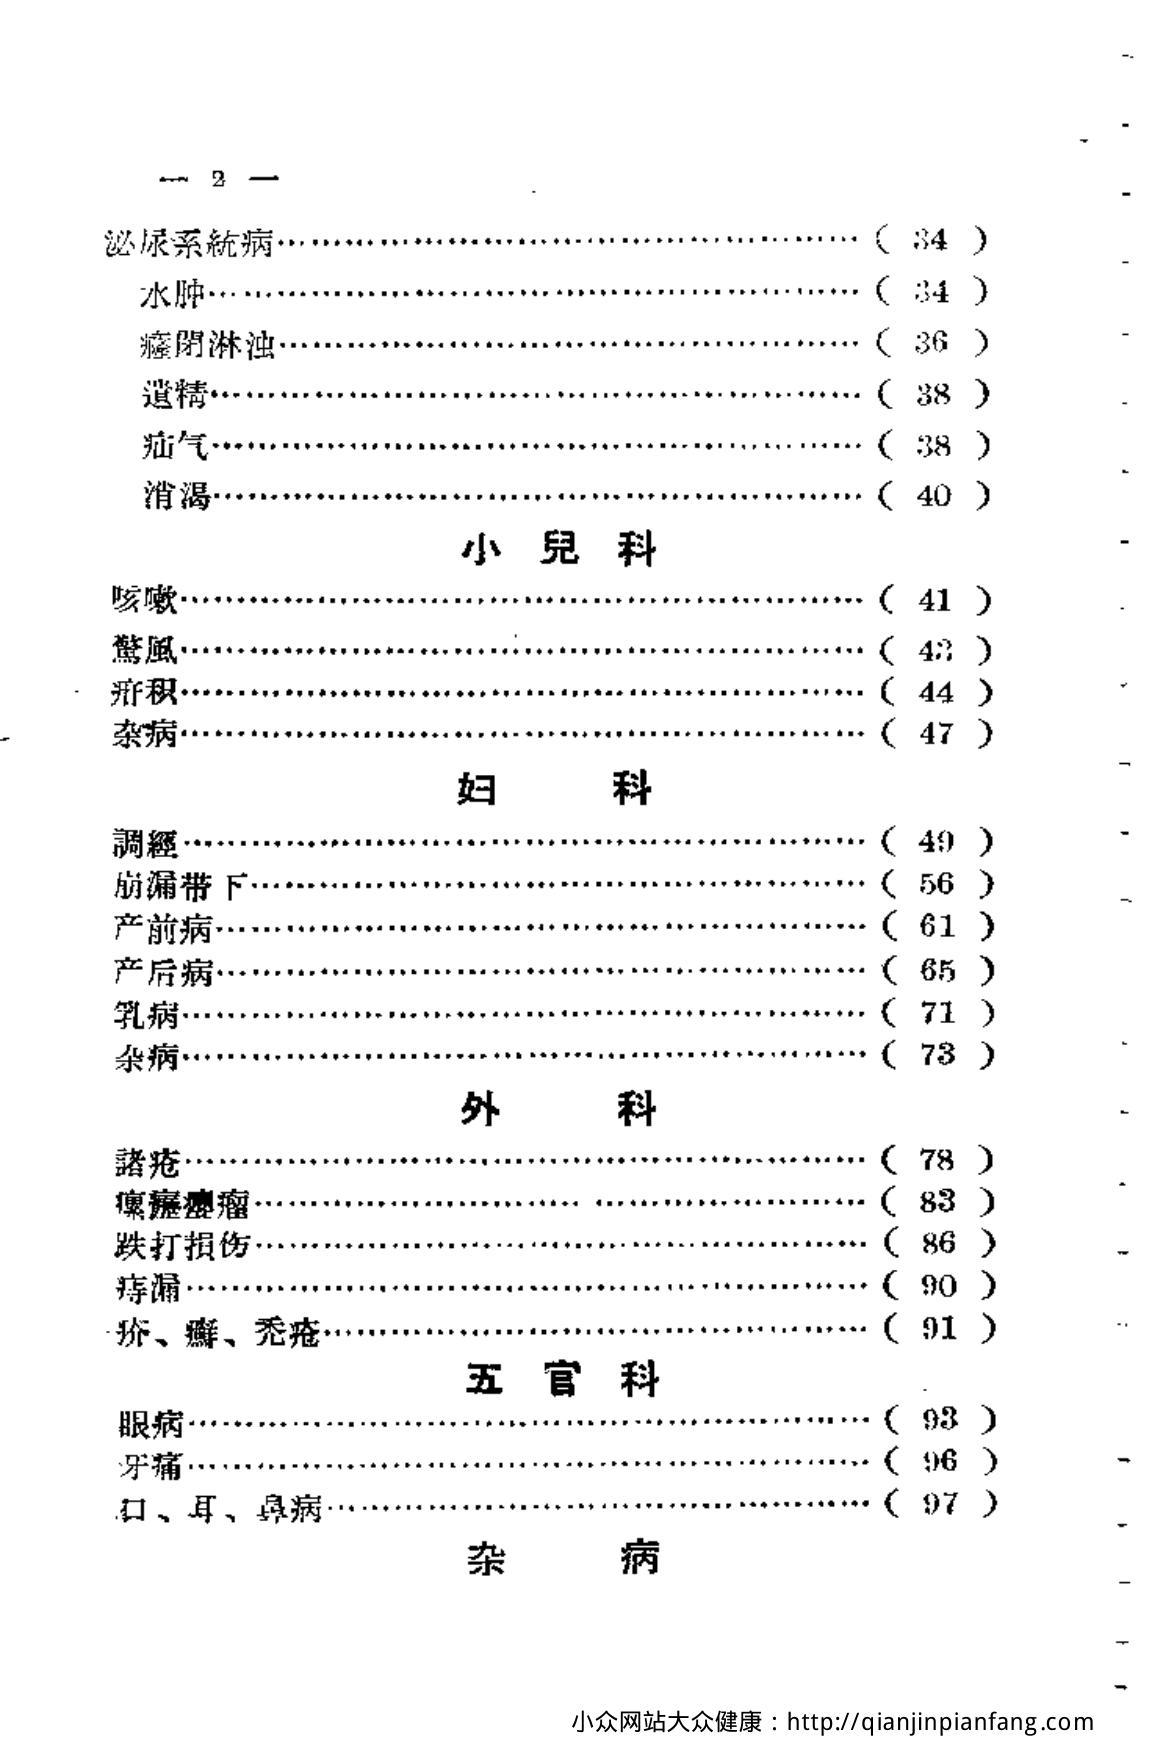 — 2 —
泌尿系統病……………………………………( 34 )
水肿……………………………………( 34 )
癃閉淋浊……………………………………( 36 )
遺精……………………………………( 38 )
疝气……………………………………( 38 )
消渴……………………………………( 40 )
小兒科
咳嗽……………………………………( 41 )
驚風……………………………………( 43 )
疳积……………………………………( 44 )
杂病……………………………………( 47 )
妇科
調經……………………………………( 49 )
崩漏带下……………………………………( 56 )
产前病……………………………………( 61 )
产后病……………………………………( 65 )
乳病……………………………………( 71 )
杂病……………………………………( 73 )
外科
諸疮……………………………………( 78 )
瘰癧癭瘤……………………………………( 83 )
跌打損伤……………………………………( 86 )
痔漏……………………………………( 90 )
疥、癬、禿疮……………………………………( 91 )
五官科
眼病……………………………………( 93 )
牙痛……………………………………( 96 )
口、耳、鼻病……………………………………( 97 )
杂病
小众网站大众健康：http://qianjinpianfang.com